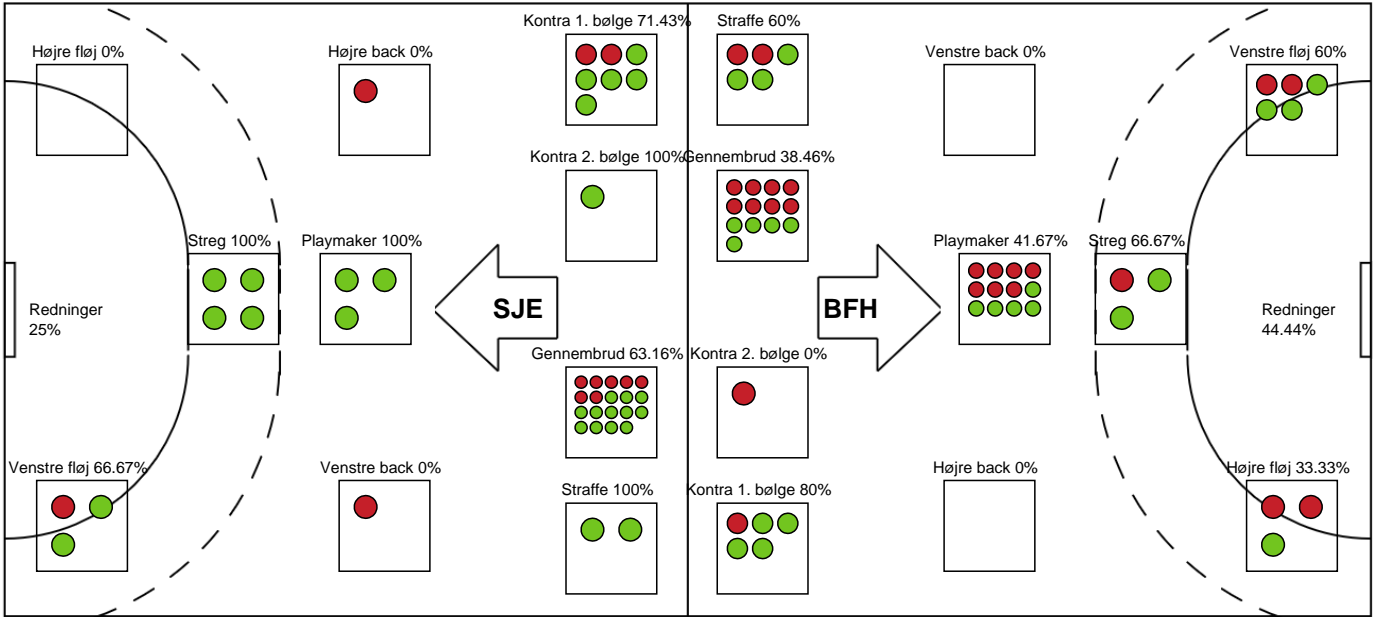 Kontra 1. bølge 71.43%
Straffe 60%
Højre fløj 0%
Højre back 0%
Venstre back 0%
Venstre fløj 60%
Kontra 2. bølge 100%
Gennembrud 38.46%
Streg 100%
Playmaker 100%
Playmaker 41.67%
Streg 66.67%
Redninger
25%
SJE
BFH
Redninger
44.44%
Gennembrud 63.16%
Kontra 2. bølge 0%
Venstre fløj 66.67%
Venstre back 0%
Højre back 0%
Højre fløj 33.33%
Straffe 100%
Kontra 1. bølge 80%